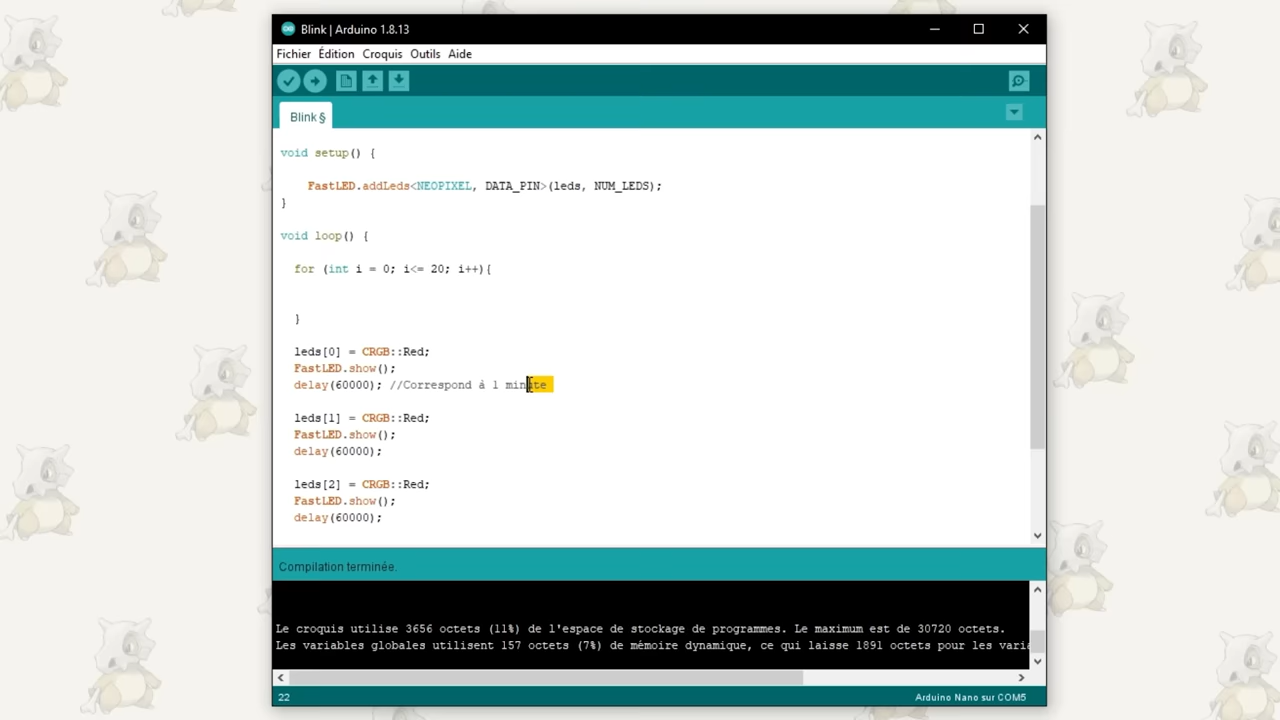 Blink | Arduino 1.8.13
Fichier Édition Croquis Outils Aide
Blink §
void setup() {
FastLED.addLeds<NEOPIXEL, DATA_PIN>(leds, NUM_LEDS);
}
void loop() {
for (int i = 0; i<= 20; i++){
}
leds[0] = CRGB::Red;
FastLED.show();
delay(60000); //Correspond à 1 minute
leds[1] = CRGB::Red;
FastLED.show();
delay(60000);
leds[2] = CRGB::Red;
FastLED.show();
delay(60000);
Compilation terminée.
Le croquis utilise 3656 octets (11%) de l'espace de stockage de programmes. Le maximum est de 30720 octets.
Les variables globales utilisent 157 octets (7%) de mémoire dynamique, ce qui laisse 1891 octets pour les varia
22
Arduino Nano sur COM5